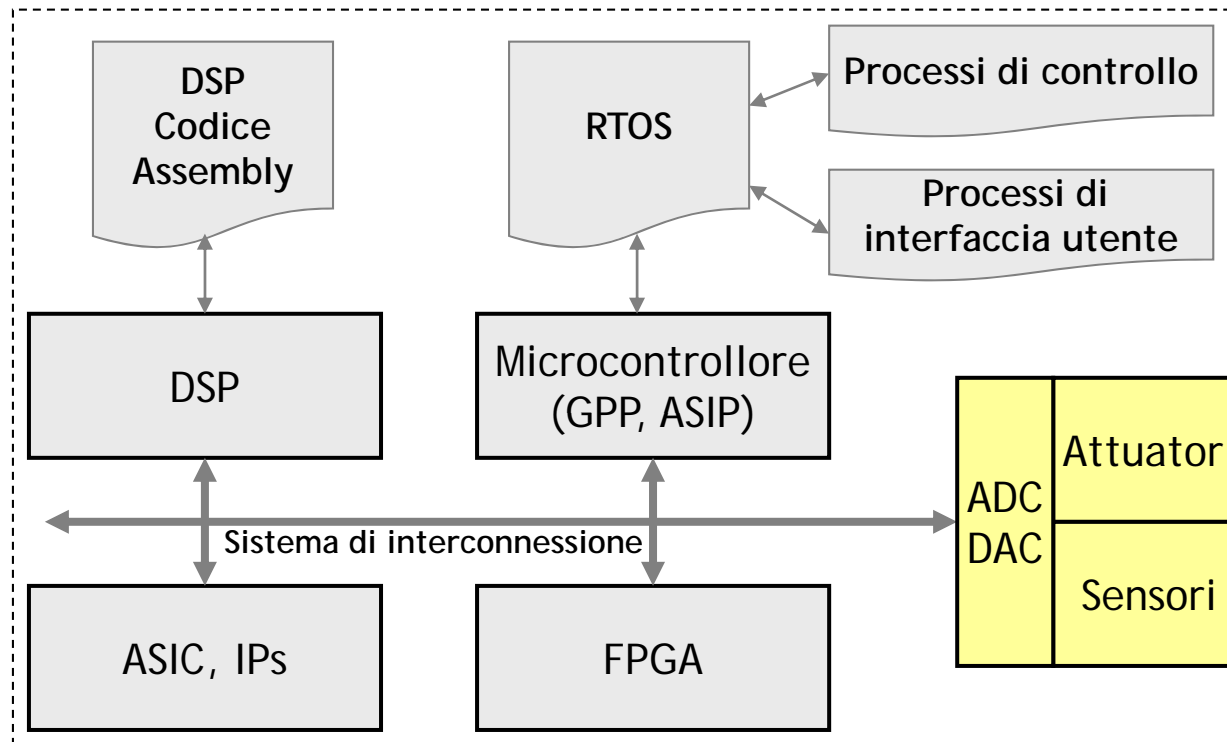 DSP
Codice
Assembly
RTOS
Processi di controllo
Processi di
interfaccia utente
DSP
Microcontrollore
(GPP, ASIP)
ADC
DAC
Attuator
Sensori
Sistema di interconnessione
ASIC, IPs
FPGA